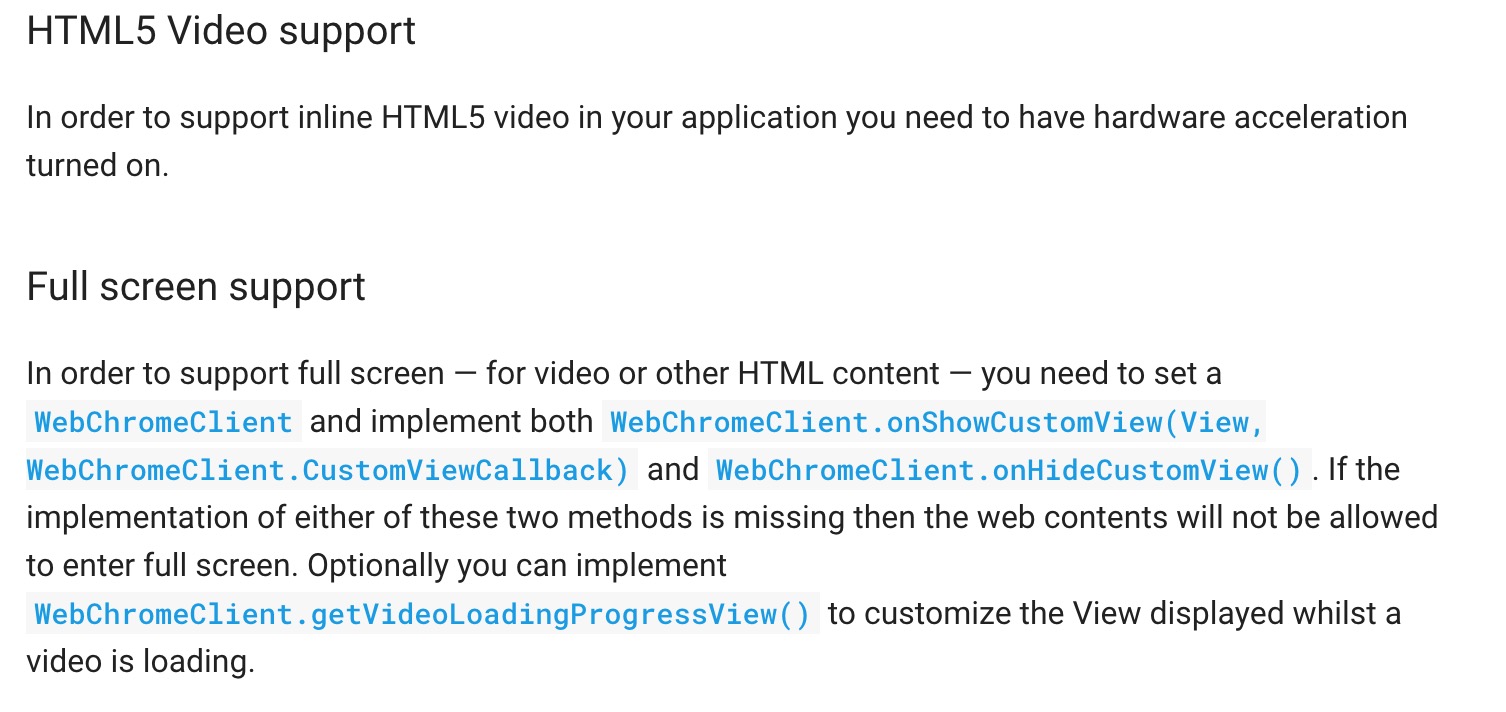 HTML5 Video support
In order to support inline HTML5 video in your application you need to have hardware acceleration
turned on.
Full screen support
In order to support full screen — for video or other HTML content — you need to set a
WebChromeClient and implement both WebChromeClient.onShowCustomView(View,
WebChromeClient.CustomViewCallback) and WebChromeClient.onHideCustomView(). If the
implementation of either of these two methods is missing then the web contents will not be allowed
to enter full screen. Optionally you can implement
WebChromeClient.getVideoLoadingProgressView() to customize the View displayed whilst a
video is loading.